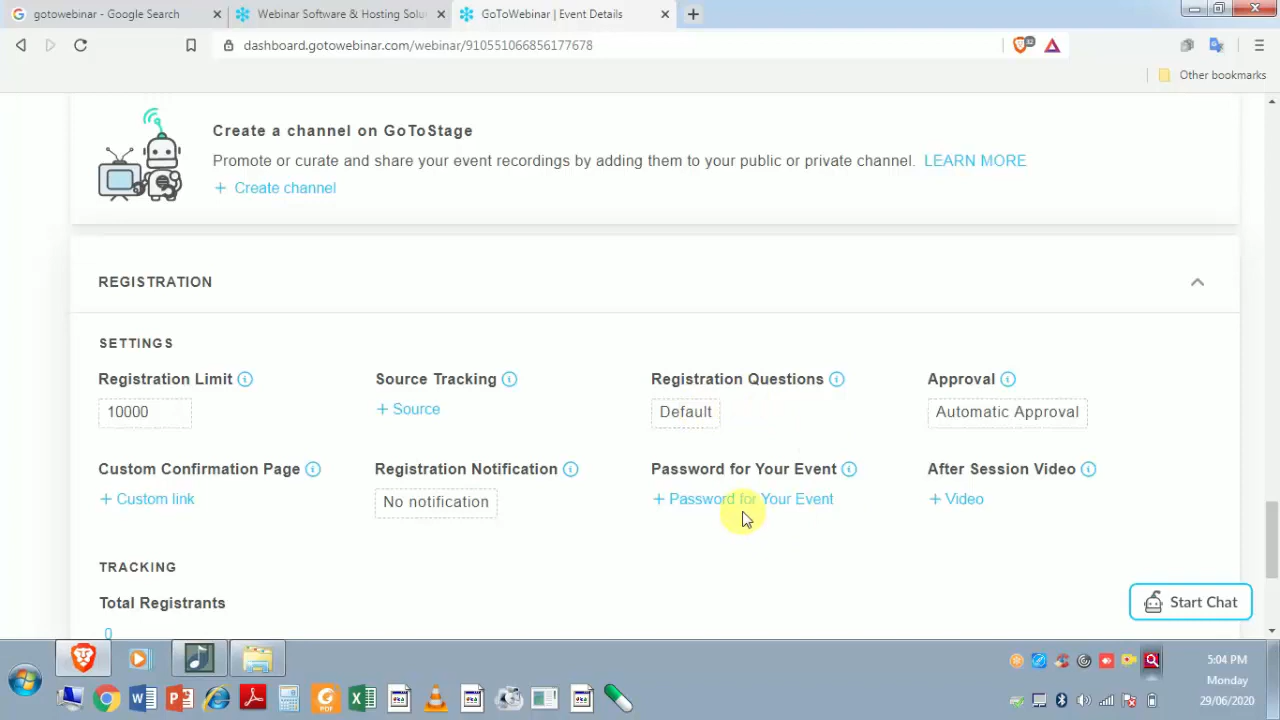 gotowebinar - Google Search
Webinar Software & Hosting Solu
GoToWebinar | Event Details
dashboard.gotowebinar.com/webinar/910551066856177678
Other bookmarks
Create a channel on GoToStage
Promote or curate and share your event recordings by adding them to your public or private channel. LEARN MORE
+ Create channel
REGISTRATION
SETTINGS
Registration Limit
Source Tracking
Registration Questions
Approval
10000
+ Source
Default
Automatic Approval
Custom Confirmation Page
Registration Notification
Password for Your Event
After Session Video
+ Custom link
No notification
+ Password for Your Event
+ Video
TRACKING
Total Registrants
0
Start Chat
5:04 PM
Monday
29/06/2020